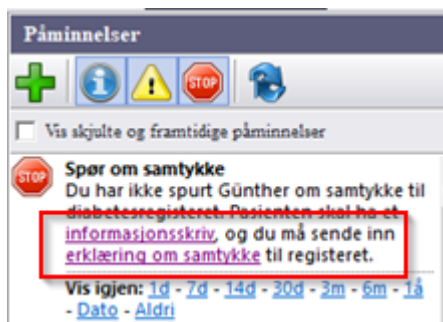 Påminnelser
STOP
Vis skjulte og framtidige påminnelser
STOP
Spør om samtykke
Du har ikke spurt Günther om samtykke til
diabetesregisteret. Pasienten skal ha et
informasjonsskriv, og du må sende inn
erklæring om samtykke til registeret.
Vis igjen: 1d - 7d - 14d - 30d - 3m - 6m - 1å
- Dato - Aldri